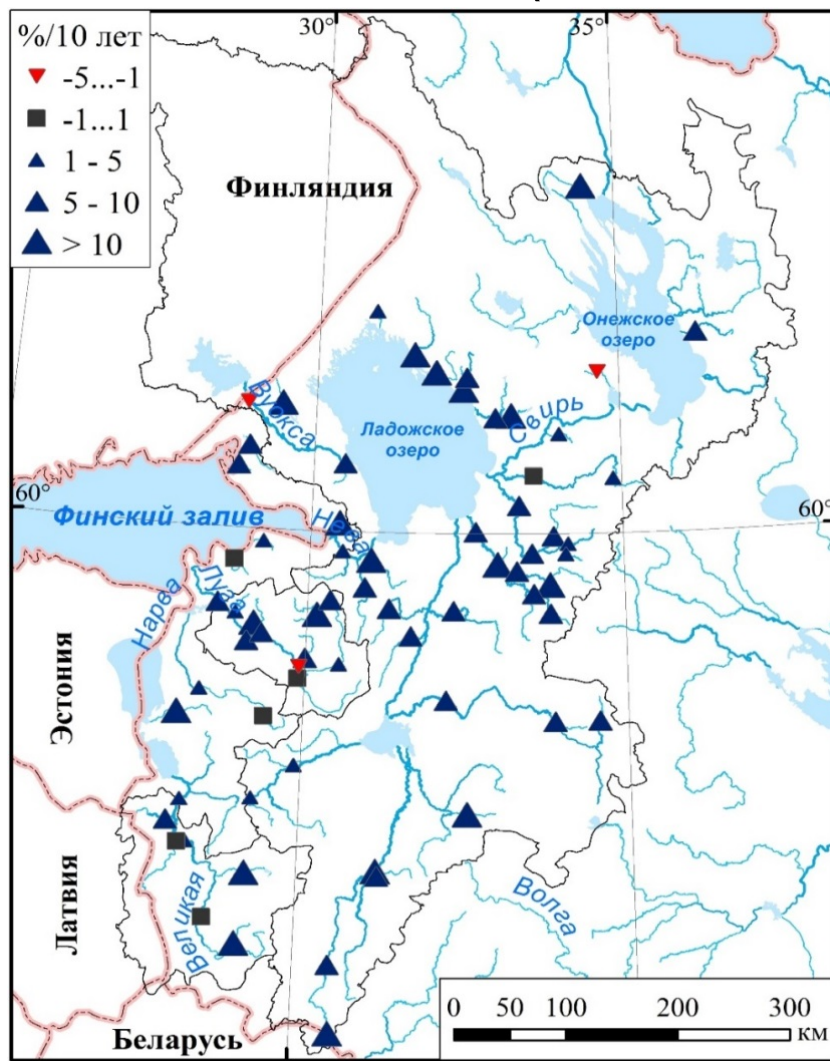 30°
35°
%/10 лет
-5...-1
-1...1
1 - 5
5 - 10
> 10
Финляндия
Онежское
озеро
Вуокса
Свирь
Ладожское
озеро
60°
60°
Финский залив
Нева
Луга
Нарва
Эстония
Латвия
Великая
Волга
Беларусь
0 50 100 200 300
км